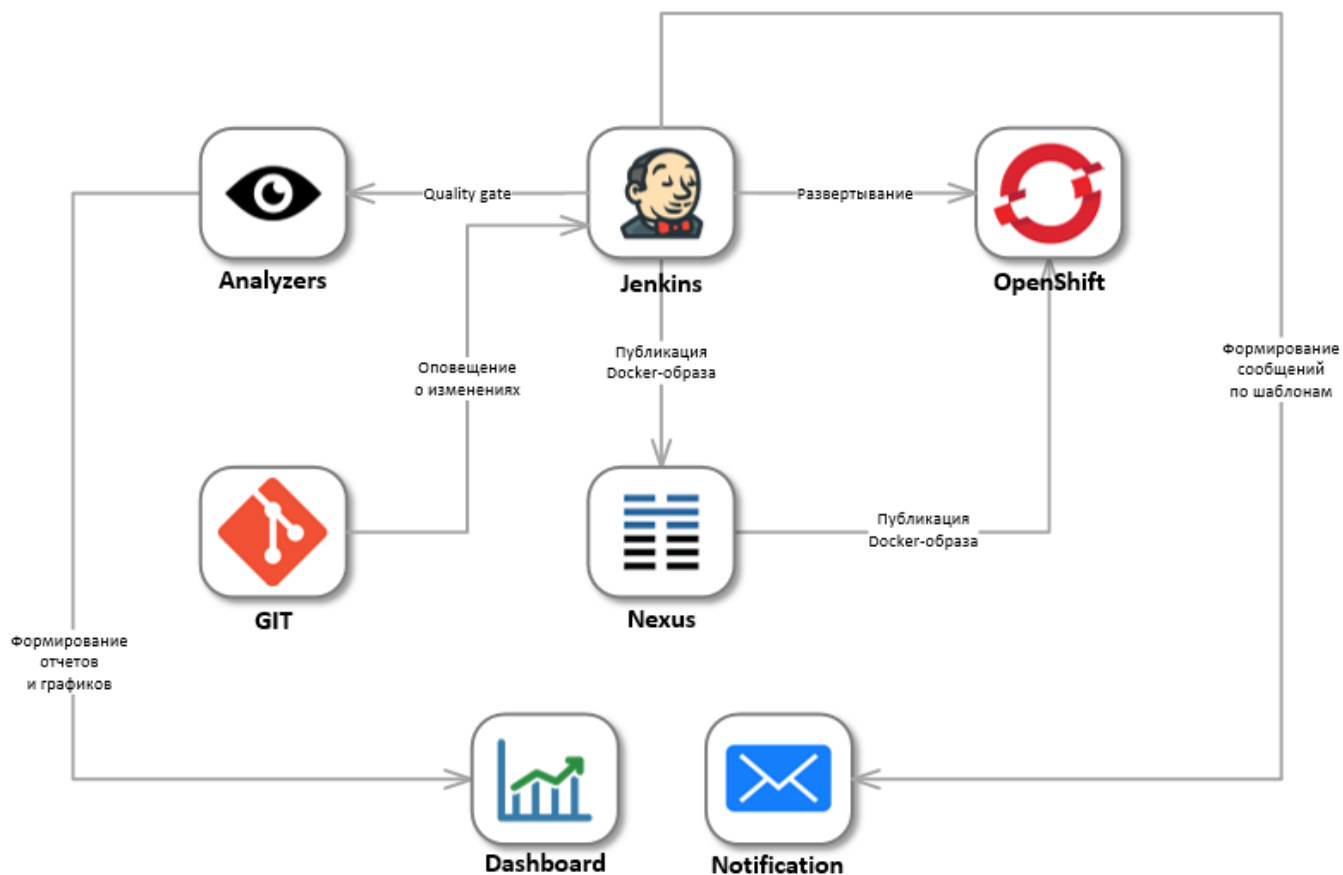 Quality gate
Развертывание
Analyzers
Jenkins
OpenShift
Оповещение
о изменениях
Публикация
Docker-образа
Формирование
сообщений
по шаблонам
GIT
Nexus
Публикация
Docker-образа
Формирование
отчетов
и графиков
Dashboard
Notification